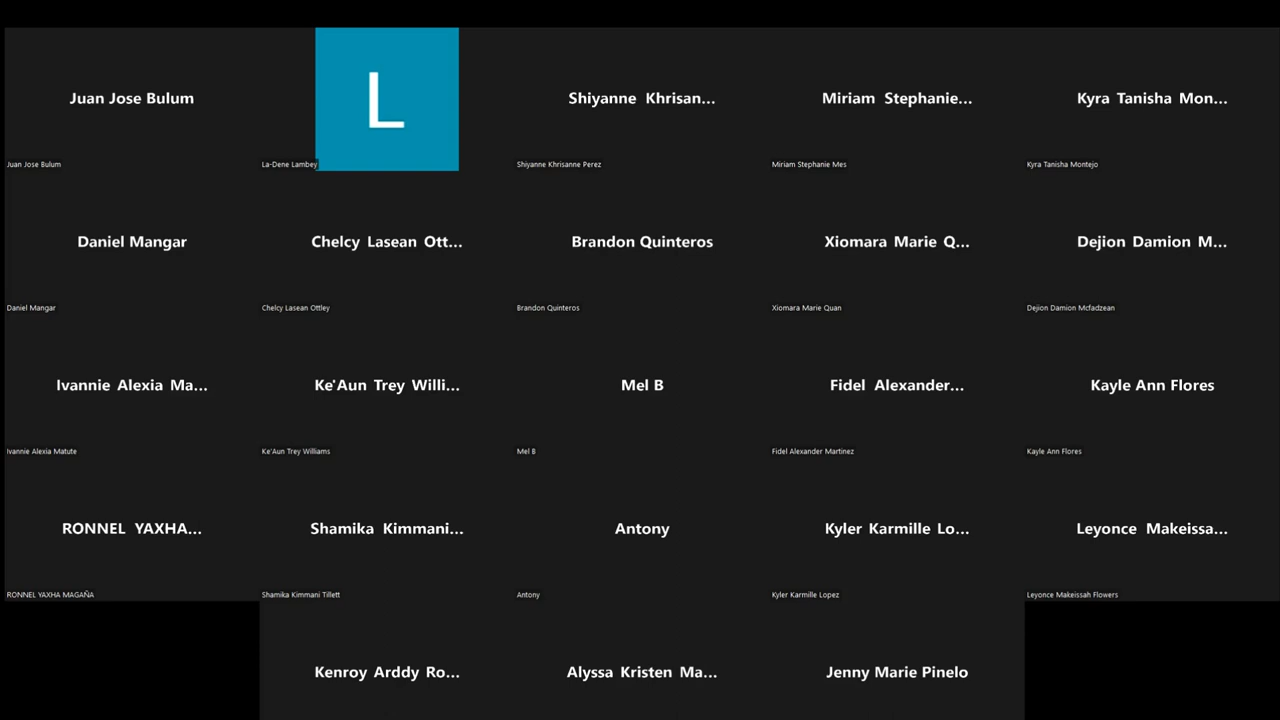 Juan Jose Bulum
L
Shiyanne Khrisan...
Miriam Stephanie...
Kyra Tanisha Mon...
Juan Jose Bulum
La-Dene Lambey
Shiyanne Khrisanne Perez
Miriam Stephanie Mes
Kyra Tanisha Montejo
Daniel Mangar
Chelcy Lasean Ott...
Brandon Quinteros
Xiomara Marie Q...
Dejion Damion M...
Daniel Mangar
Chelcy Lasean Ottley
Brandon Quinteros
Xiomara Marie Quan
Dejion Damion Mcfadzean
Ivannie Alexia Ma...
Ke'Aun Trey Willi...
Mel B
Fidel Alexander...
Kayle Ann Flores
Ivannie Alexia Matute
Ke'Aun Trey Williams
Mel B
Fidel Alexander Martinez
Kayle Ann Flores
RONNEL YAXHA...
Shamika Kimmani...
Antony
Kyler Karmille Lo...
Leyonce Makeissa...
RONNEL YAXHA MAGAÑA
Shamika Kimmani Tillett
Antony
Kyler Karmille Lopez
Leyonce Makeissah Flowers
Kenroy Arddy Ro...
Alyssa Kristen Ma...
Jenny Marie Pinelo